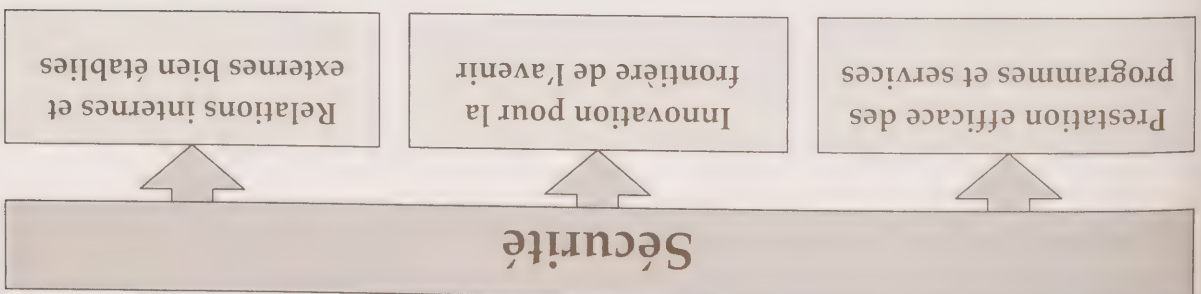 Sécurité
Prestation efficace des
programmes et services
Innovation pour la
frontière de l'avenir
Relations internes et
externes bien établies